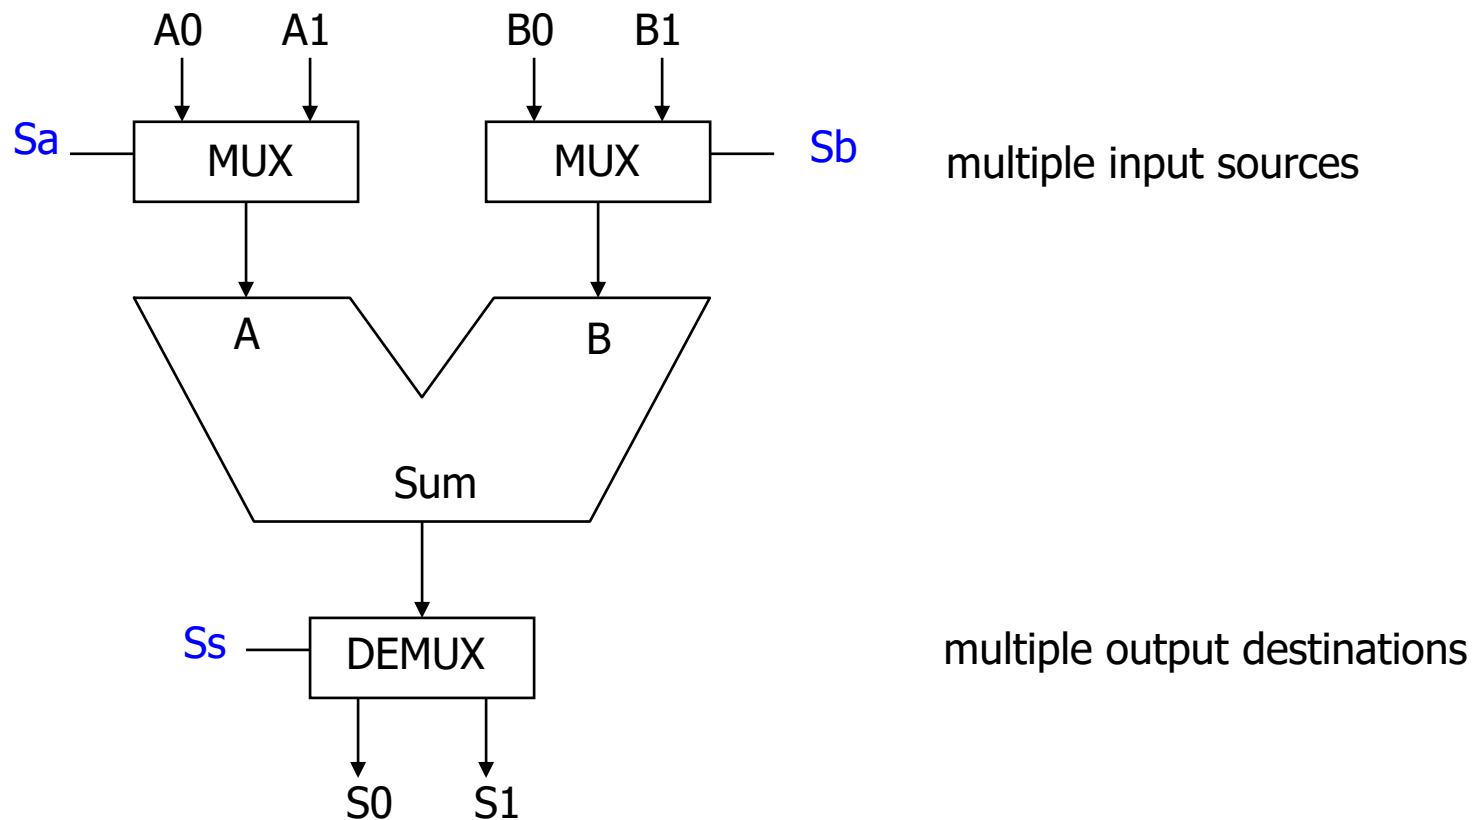 A0 A1 B0 B1
Sa MUX MUX Sb multiple input sources
A B
Sum
Ss DEMUX multiple output destinations
S0 S1